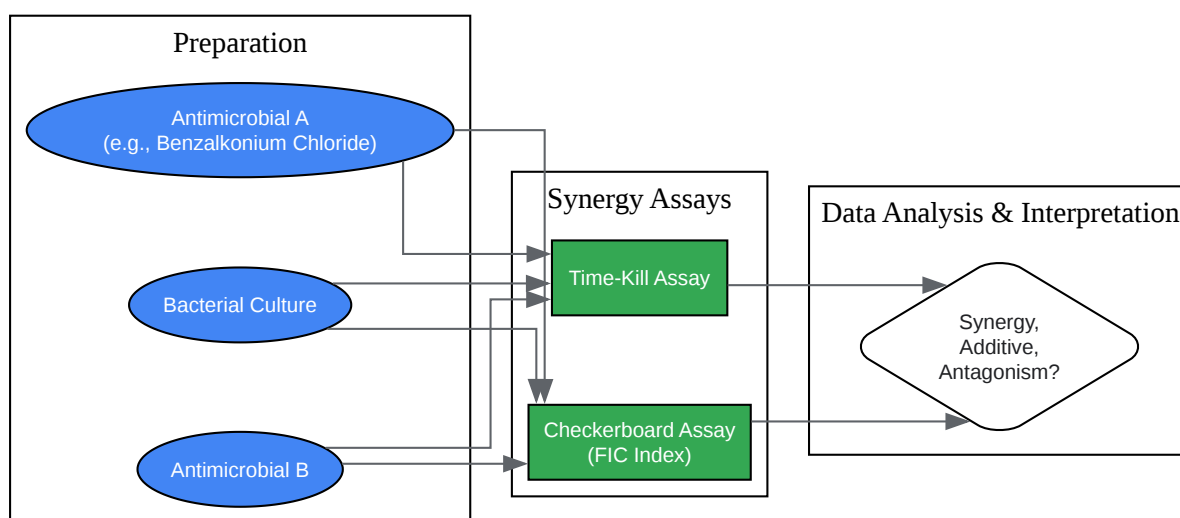 Preparation
Antimicrobial A
(e.g., Benzalkonium Chloride)
Bacterial Culture
Antimicrobial B
Synergy Assays
Time-Kill Assay
Checkerboard Assay
(FIC Index)
Data Analysis & Interpretation
Synergy,
Additive,
Antagonism?